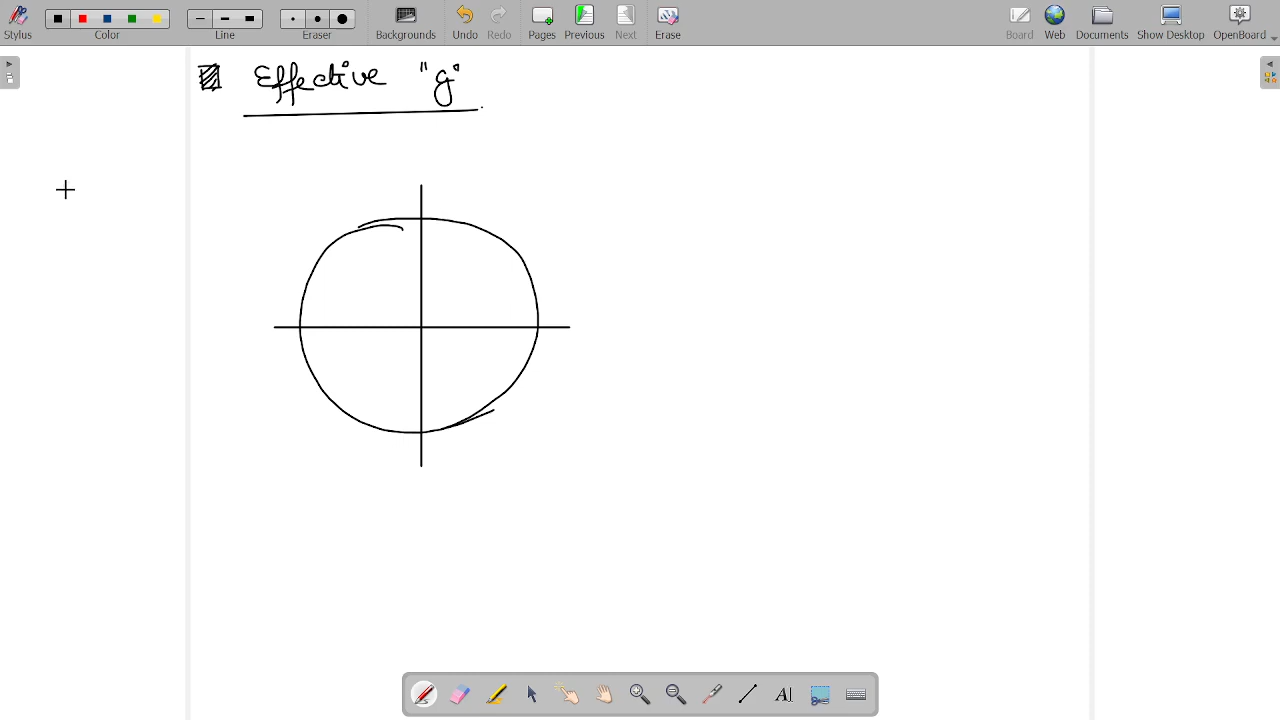 Stylus Color Line Eraser Backgrounds Undo Redo Pages Previous Next Erase Board Web Documents Show Desktop OpenBoard
Effective "g"
A